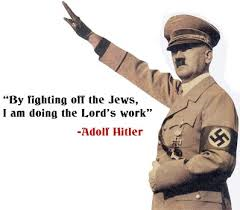 “By fighting off the Jews,
I am doing the Lord’s work”
-Adolf Hitler